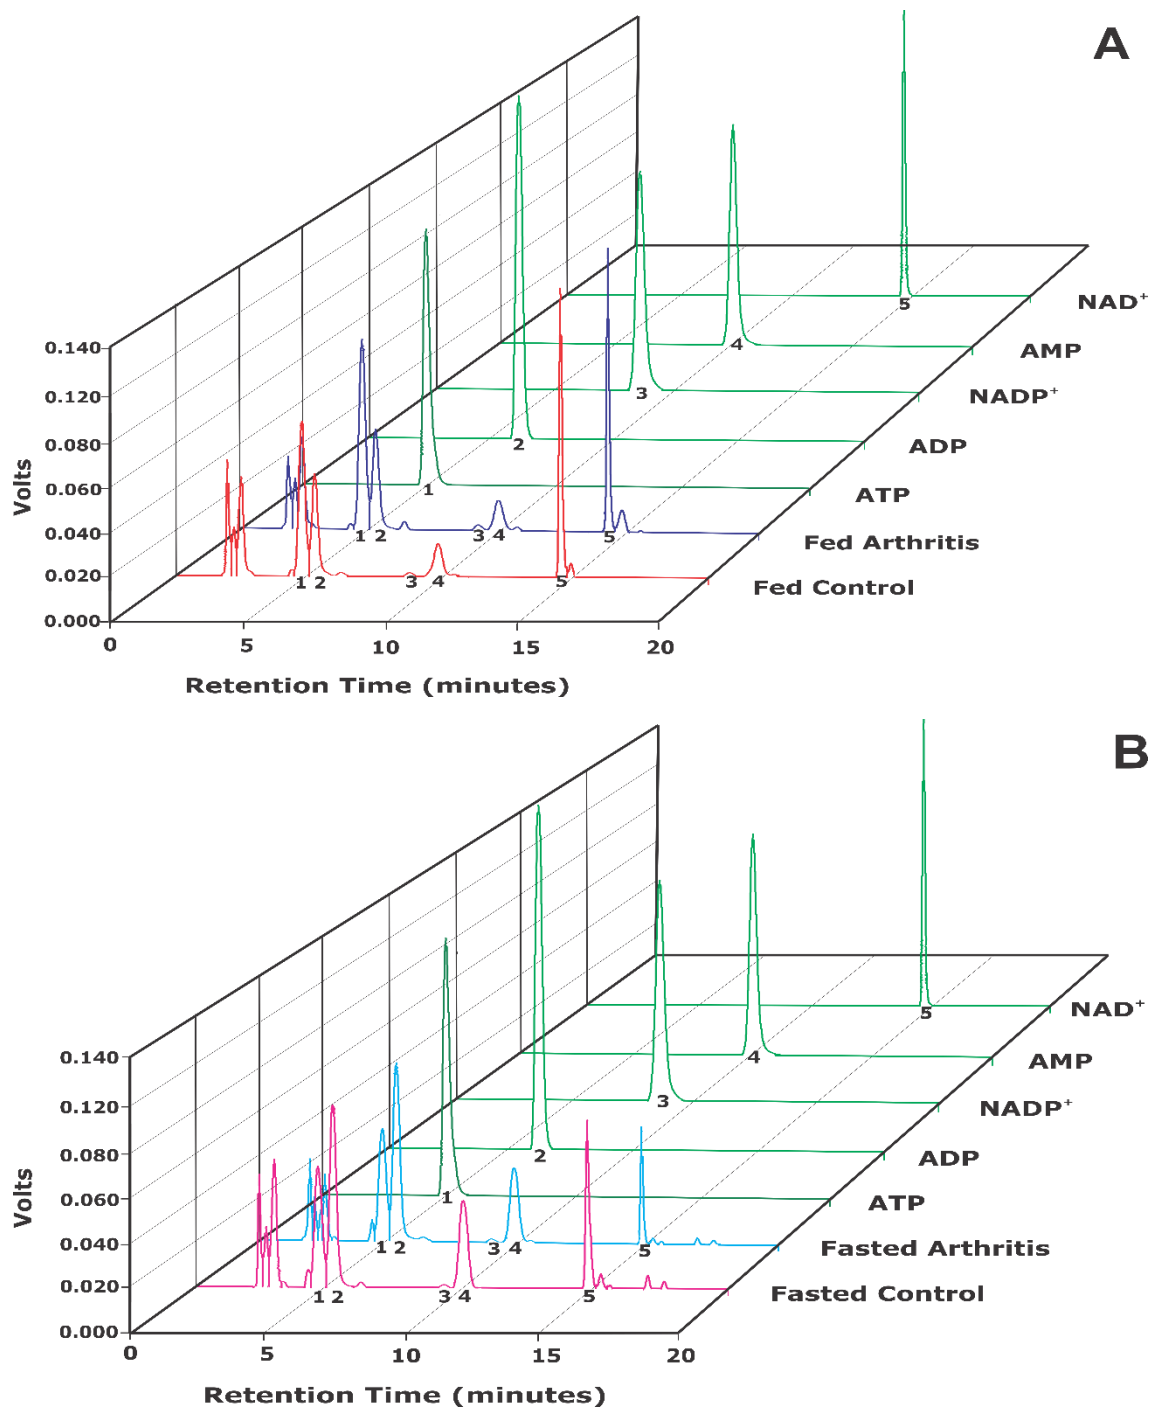 A
0.140
0.120
0.080
0.060
0.040
0.020
0.000
Volts
0 5 10 15 20
Retention Time (minutes)
NAD+
AMP
NADP+
ADP
ATP
Fed Arthritis
Fed Control
5
4
3
2
1
1 2 3 4 5
1 2 3 4 5
B
0.140
0.120
0.080
0.060
0.040
0.020
0.000
Volts
0 5 10 15 20
Retention Time (minutes)
NAD+
AMP
NADP+
ADP
ATP
Fasted Arthritis
Fasted Control
5
4
3
2
1
1 2 3 4 5
1 2 3 4 5